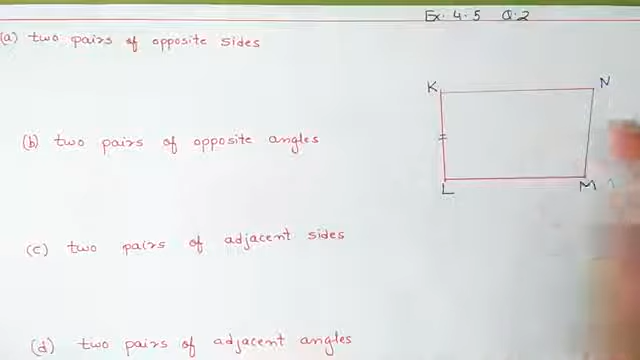 Ex. 4.5 Q.2
(a) two pairs of opposite sides
K
N
(b) two pairs of opposite angles
L
M
(c) two pairs of adjacent sides
(d) two pairs of adjacent angles